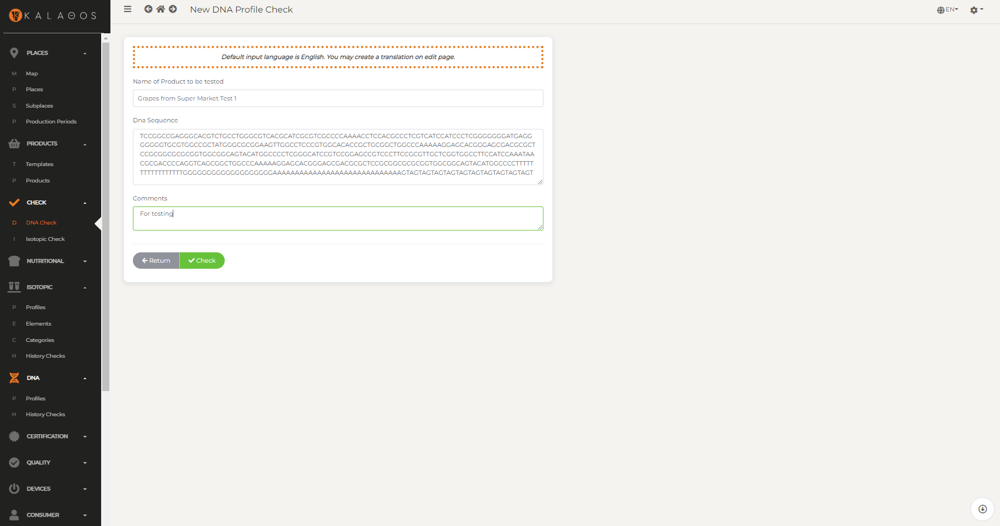 KALAΘOS
New DNA Profile Check
EN
PLACES
M Map
P Places
S Subplaces
P Production Periods
PRODUCTS
T Templates
P Products
CHECK
D DNA Check
I Isotopic Check
NUTRITIONAL
ISOTOPIC
P Profiles
E Elements
C Categories
H History Checks
DNA
P Profiles
H History Checks
CERTIFICATION
QUALITY
DEVICES
CONSUMER
Default input language is English. You may create a translation on edit page.
Name of Product to be tested
Grapes from Super Market Test 1
Dna Sequence
TCCGGCCGAGGGCACGTCTGCCTGGGCGTCACGCATCGCGTCGCCCCAAAACCTCCACGCCCTCGTCATCCATCCCTCGGGGGGGATGAGG
GGGGGTGCGTGGCCGCTATGGGCGCGGAAGTTGGCCTCCCGTGGCACACCGCTGCGGCTGGCCCAAAAAGGAGCACGGGAGCGACGCGCT
CCGCGGCGCGCGGTGGCGGCAGTACATGGCCCCTCGGGCATCCGTCCGGAGCCGTCCCTTCCGCGTTGCTCGGTGGCCTTCCATCCAAATAA
CGCGACCCCAGGTCAGCGGCTGGCCCAAAAAGGAGCACGGGAGCGACGCGCTCCGCGGCGCGCGGTGGCGGCAGTACATGGCCCCTTTTT
TTTTTTTTTTTTGGGGGGGGGGGGGGGGGGGAAAAAAAAAAAAAAAAAAAAAAAAAAAAAGTAGTAGTAGTAGTAGTAGTAGTAGTAGTAGT
Comments
For testing
Return
Check